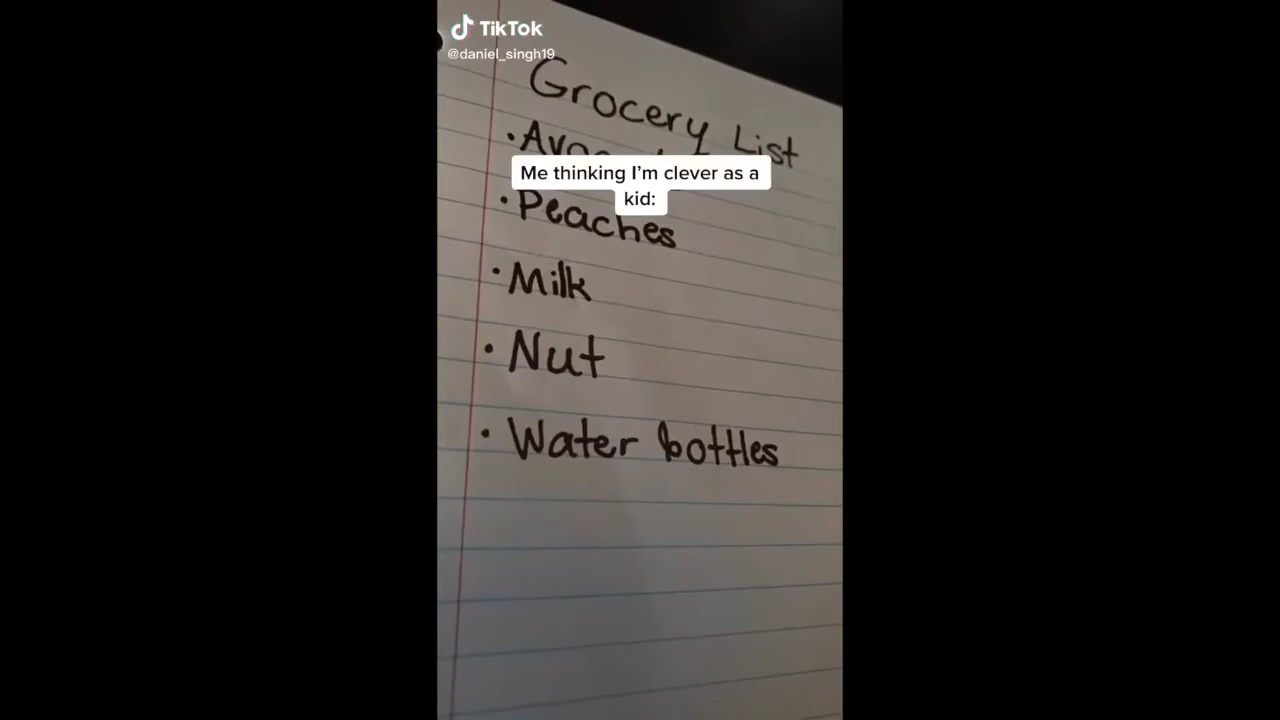 TikTok
@daniel_singh19
Grocery List
Me thinking I'm clever as a
kid:
• Peaches
• Milk
• Nut
• Water bottles